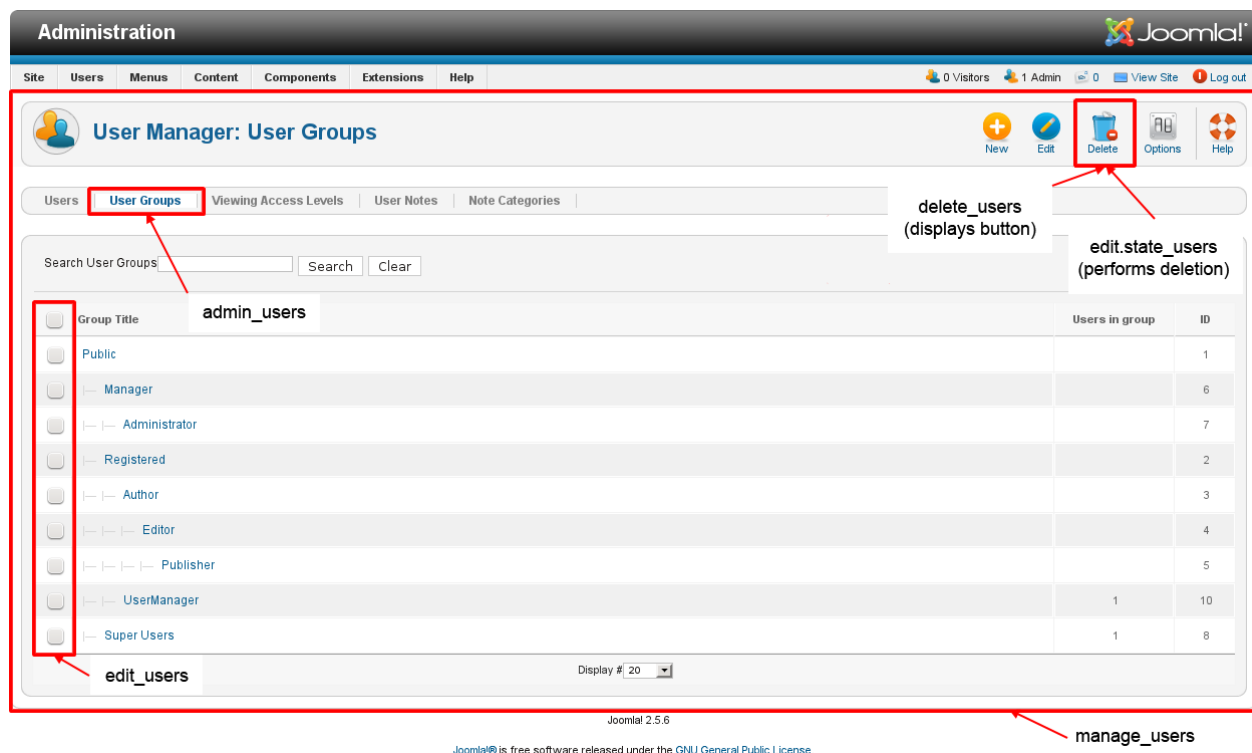 Administration
Joomla!
Site Users Menus Content Components Extensions Help
0 Visitors 1 Admin 0 View Site Log out
User Manager: User Groups
New Edit Delete Options Help
Users User Groups Viewing Access Levels User Notes Note Categories
delete_users
(displays button)
edit.state_users
(performs deletion)
Search User Groups Search Clear
admin_users
Group Title Users in group ID
Public 1
Manager 6
Administrator 7
Registered 2
Author 3
Editor 4
Publisher 5
UserManager 1 10
Super Users 1 8
edit_users
Display # 20
Joomla! 2.5.6
manage_users
Joomla!® is free software released under the GNU General Public License